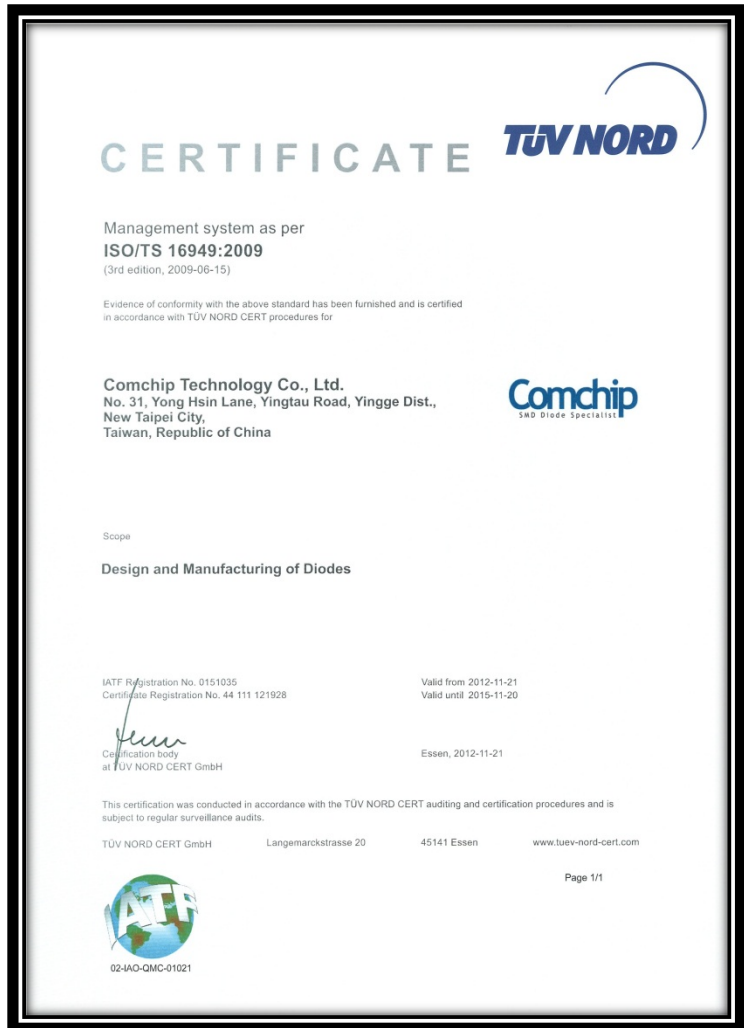 TÜV NORD
CERTIFICATE
Management system as per
ISO/TS 16949:2009
(3rd edition, 2009-06-15)
Evidence of conformity with the above standard has been furnished and is certified
in accordance with TÜV NORD CERT procedures for
Comchip Technology Co., Ltd.
No. 31, Yong Hsin Lane, Yingtau Road, Yingge Dist.,
New Taipei City,
Taiwan, Republic of China
Comchip
SMD Diode Specialist
Scope
Design and Manufacturing of Diodes
IATF Registration No. 0151035
Certificate Registration No. 44 111 121928
Valid from 2012-11-21
Valid until 2015-11-20
Certification body
at TÜV NORD CERT GmbH
Essen, 2012-11-21
This certification was conducted in accordance with the TÜV NORD CERT auditing and certification procedures and is
subject to regular surveillance audits.
TÜV NORD CERT GmbH Langemarckstrasse 20 45141 Essen www.tuev-nord-cert.com
Page 1/1
IATF
02-IAO-QMC-01021